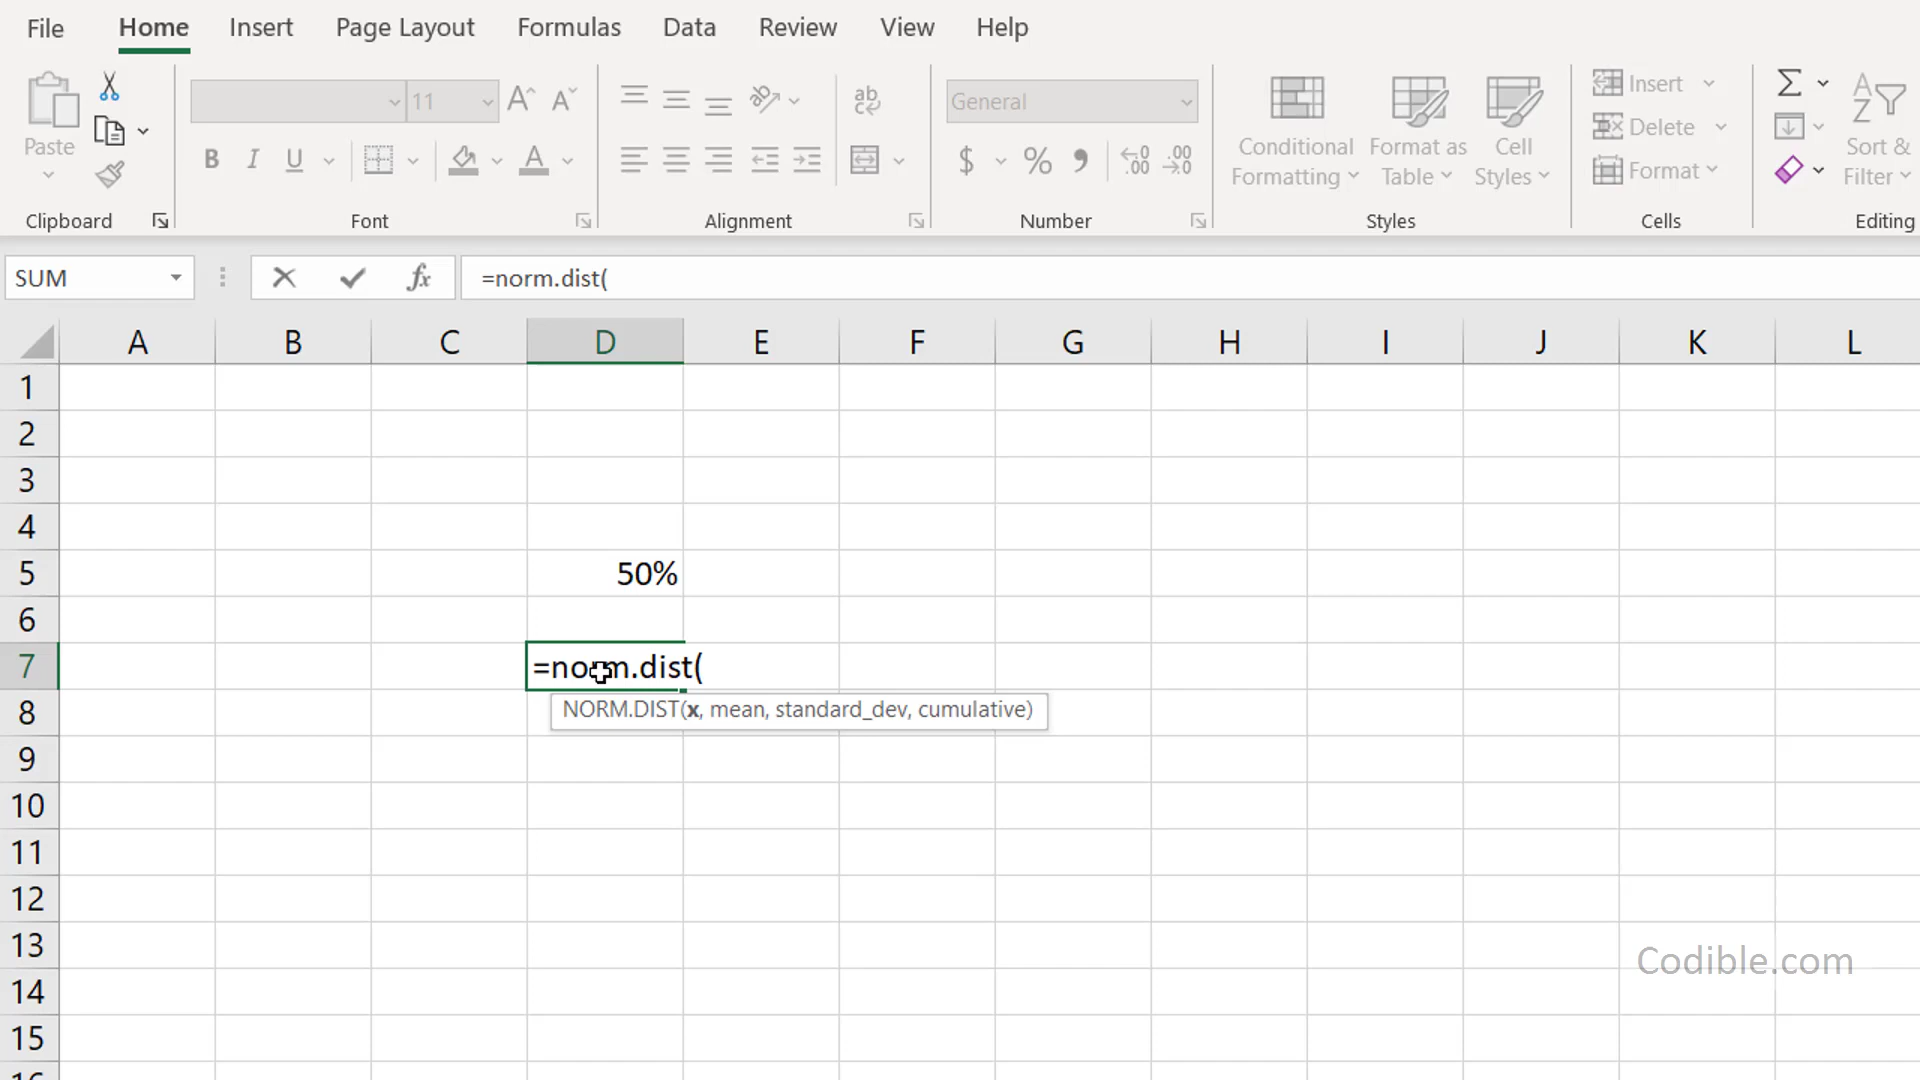 File Home Insert Page Layout Formulas Data Review View Help
11 General
Paste
B I U
$ %
Conditional Formatting
Format as Table
Cell Styles
Insert
Delete
Format
Sort & Filter
Clipboard Font Alignment Number Styles Cells Editing
SUM fx =norm.dist(
A B C D E F G H I J K L
1
2
3
4
5 50%
6
7 =norm.dist(
8 NORM.DIST(x, mean, standard_dev, cumulative)
9
10
11
12
13
Codible.com
14
15